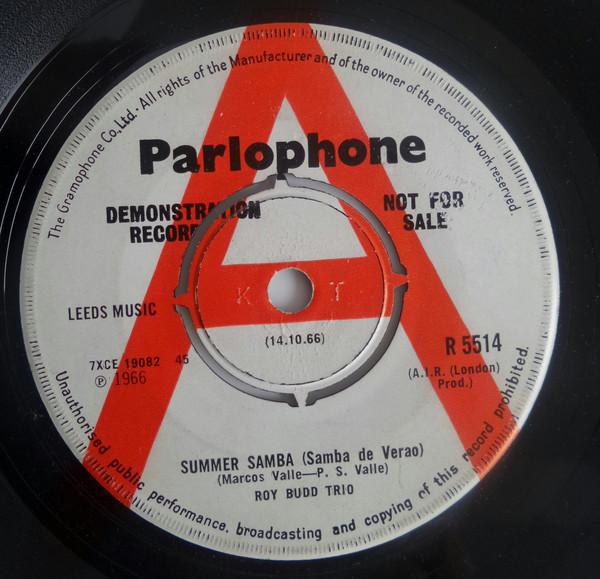 The Gramophone Co., Ltd. · All rights of the Manufacturer and of the owner of the recorded work reserved.
Parlophone
DEMONSTRATION
RECORD
NOT FOR
SALE
K T
LEEDS MUSIC
(14.10.66)
R 5514
7XCE 19082 45
Ⓟ 1966
(A.I.R. (London)
Prod.)
SUMMER SAMBA (Samba de Verao)
(Marcos Valle—P. S. Valle)
ROY BUDD TRIO
Unauthorised public performance, broadcasting and copying of this record prohibited.